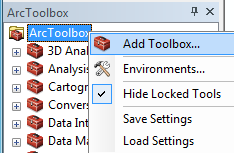 ArcToolbox
ArcToolbox
Add Toolbox...
3D Anal
Environments...
Analysis
Cartogr
Hide Locked Tools
Conver
Data Int
Save Settings
Data Ma
Load Settings